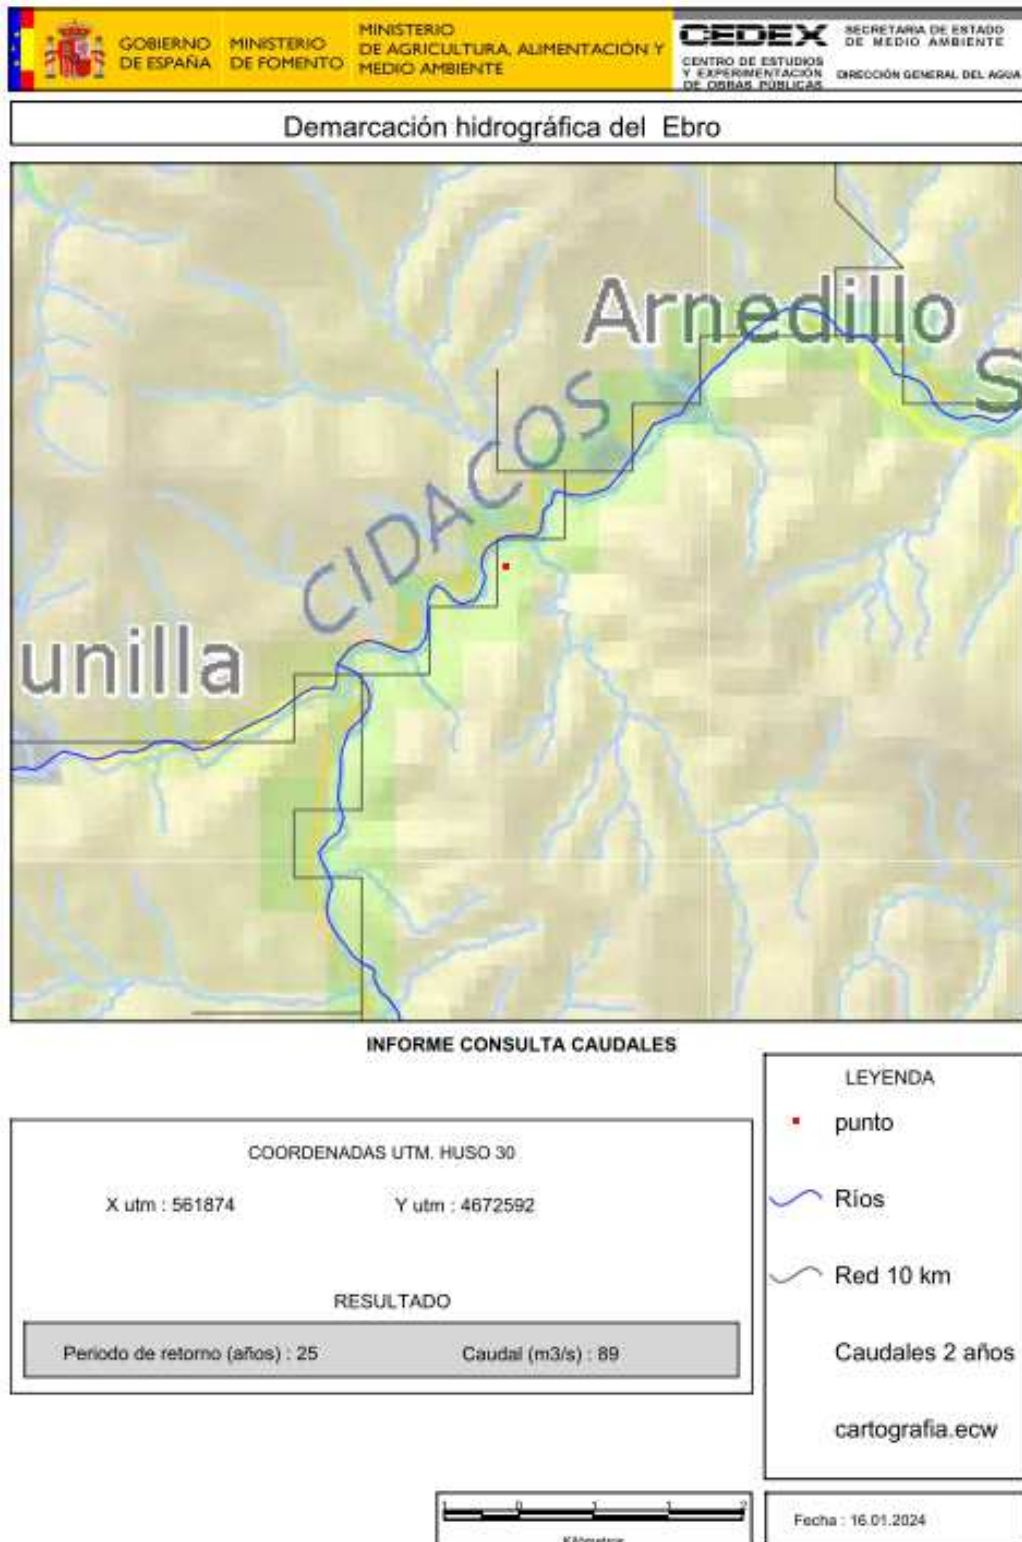 GOBIERNO
DE ESPAÑA
MINISTERIO
DE FOMENTO
MINISTERIO
DE AGRICULTURA, ALIMENTACIÓN Y
MEDIO AMBIENTE
CEDEX
CENTRO DE ESTUDIOS
Y EXPERIMENTACIÓN
DE OBRAS PÚBLICAS
SECRETARIA DE ESTADO
DE MEDIO AMBIENTE
DIRECCIÓN GENERAL DEL AGUA
Demarcación hidrográfica del Ebro
Arnedillo
S
CIDACOS
unilla
INFORME CONSULTA CAUDALES
COORDENADAS UTM. HUSO 30
X utm : 561874 Y utm : 4672592
RESULTADO
Periodo de retorno (años) : 25 Caudal (m3/s) : 89
LEYENDA
punto
Ríos
Red 10 km
Caudales 2 años
cartografia.ecw
1 0 1 1 2
Fecha : 16.01.2024